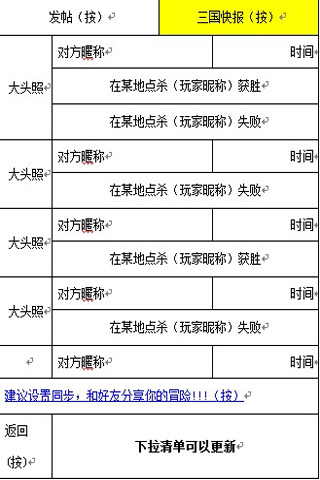 发帖（按） 三国快报（按）
对方暱称 时间
大头照 在某地点杀（玩家昵称）获胜
在某地点杀（玩家昵称）失败
对方暱称 时间
大头照 在某地点杀（玩家昵称）失败
对方暱称 时间
大头照 在某地点杀（玩家昵称）获胜
对方暱称 时间
大头照 在某地点杀（玩家昵称）失败
对方暱称 时间
建议设置同步，和好友分享你的冒险!!!（按）
返回
(按) 下拉清单可以更新